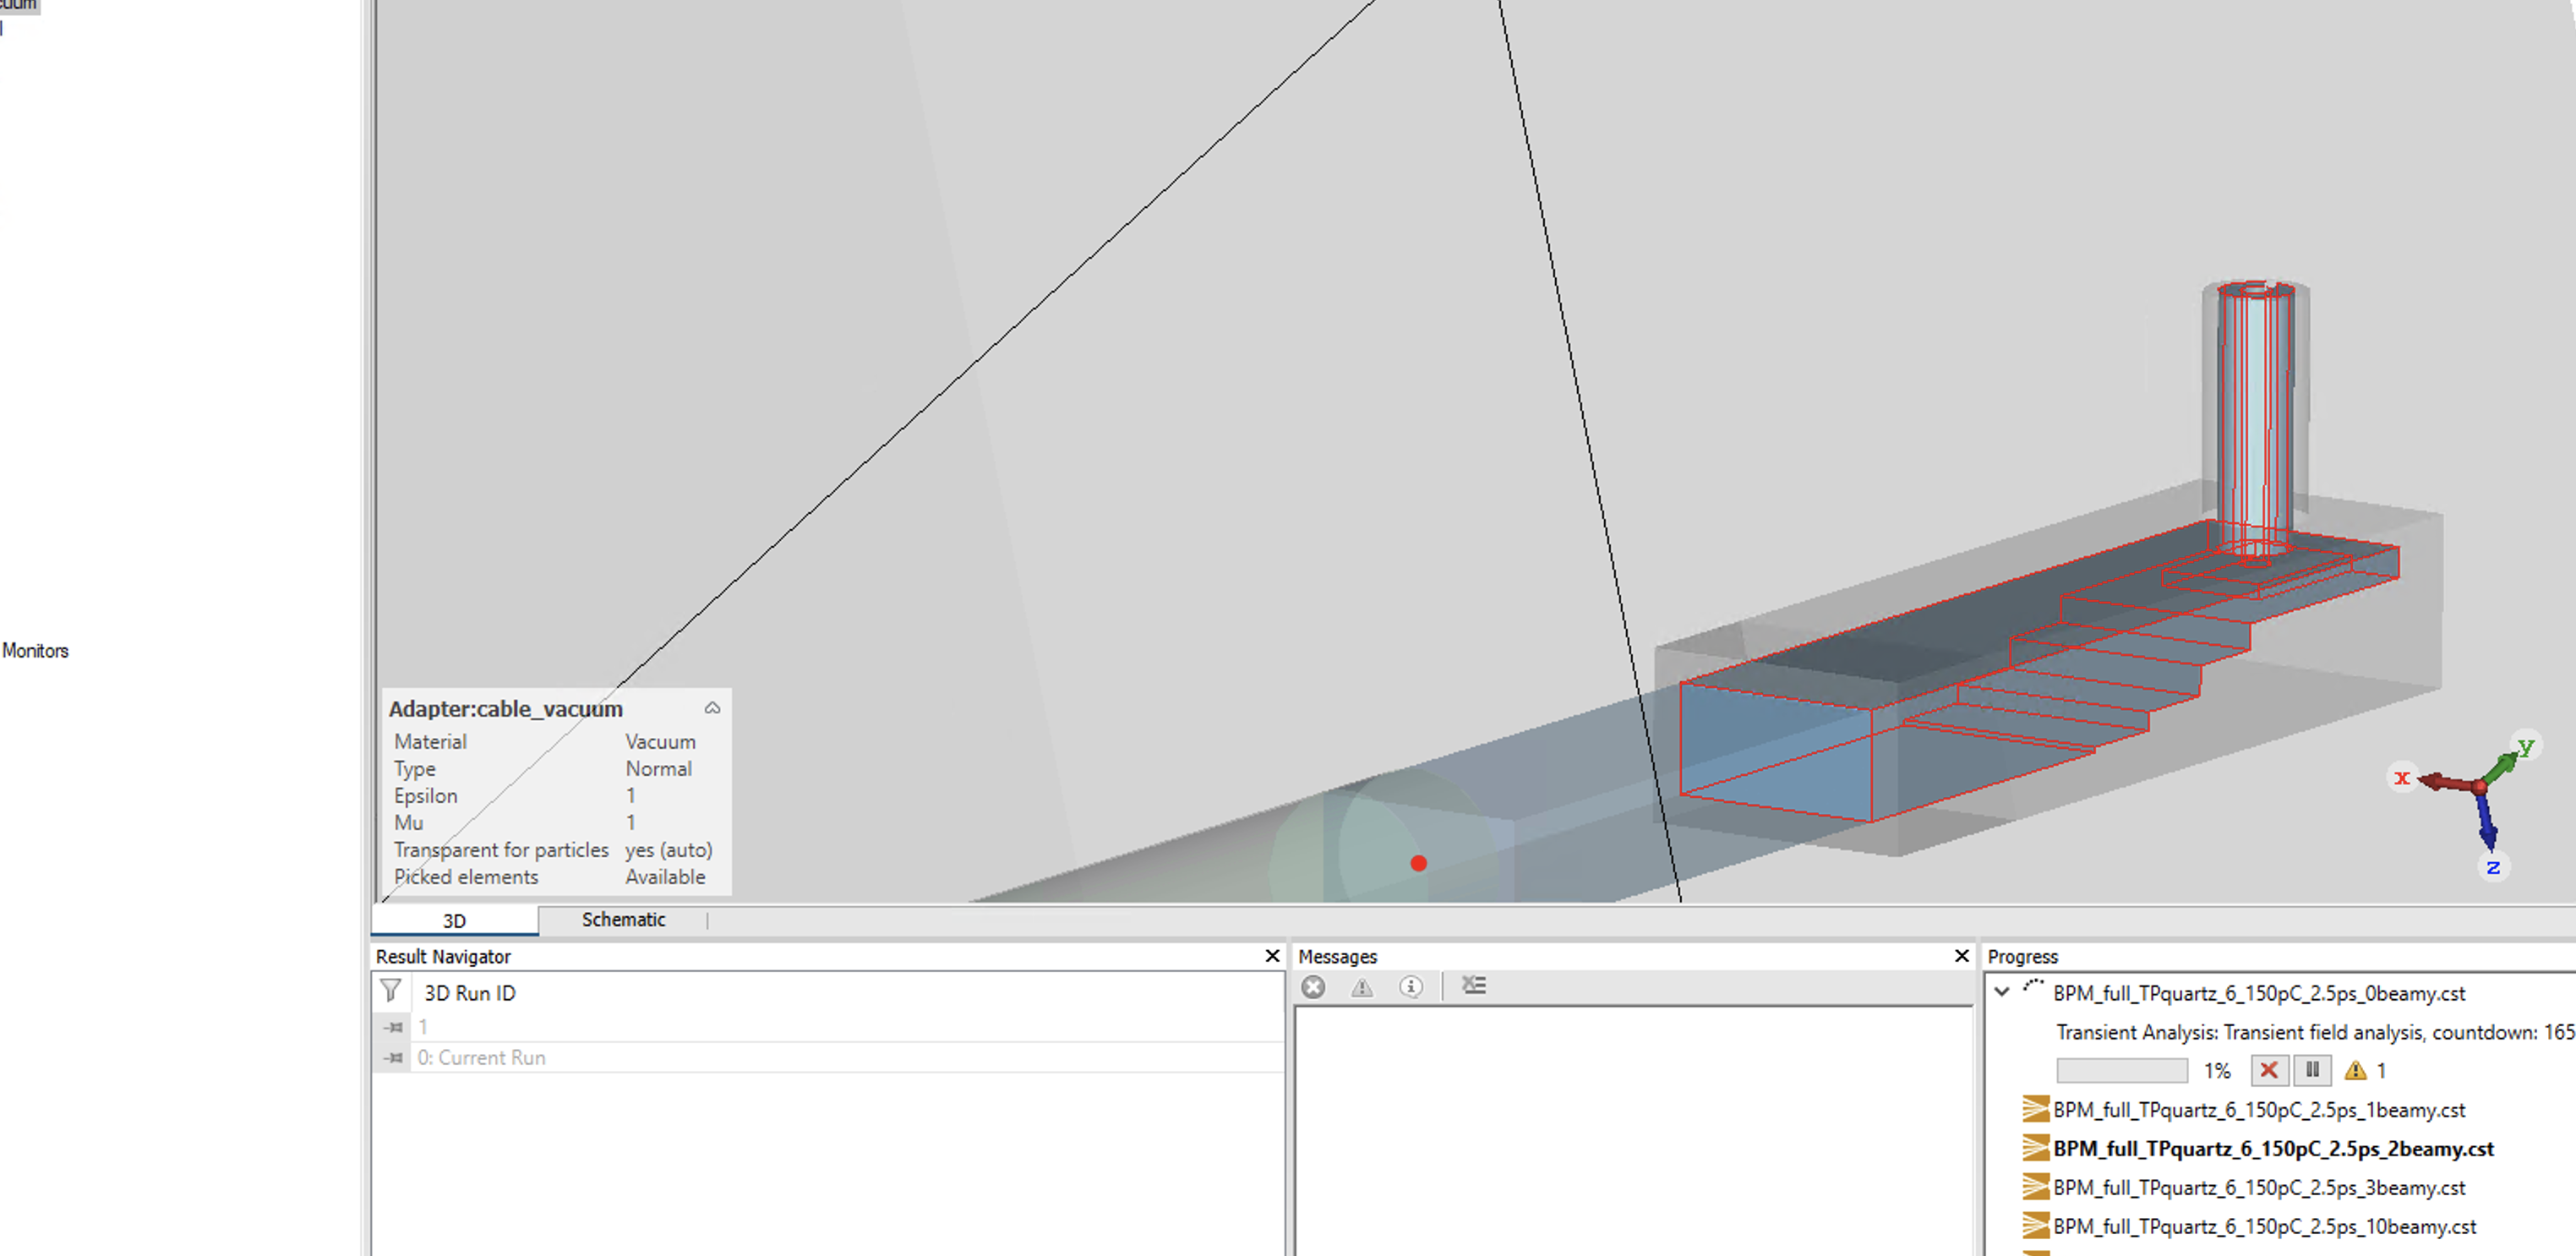 Monitors
Adapter:cable_vacuum
Material Vacuum
Type Normal
Epsilon 1
Mu 1
Transparent for particles yes (auto)
Picked elements Available
x
y
z
3D Schematic
Result Navigator
3D Run ID
1
0: Current Run
Messages
Progress
BPM_full_TPquartz_6_150pC_2.5ps_0beamy.cst
Transient Analysis: Transient field analysis, countdown: 165
1% 1
BPM_full_TPquartz_6_150pC_2.5ps_1beamy.cst
BPM_full_TPquartz_6_150pC_2.5ps_2beamy.cst
BPM_full_TPquartz_6_150pC_2.5ps_3beamy.cst
BPM_full_TPquartz_6_150pC_2.5ps_10beamy.cst